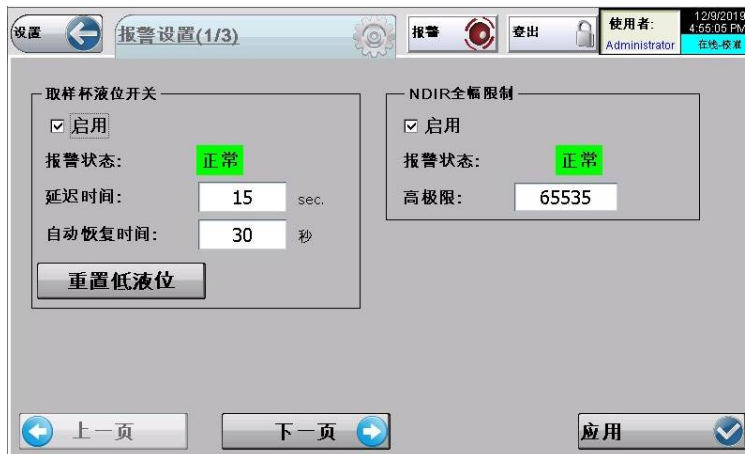 设置
报警设置(1/3)
报警
登出
使用者:
Administrator
12/9/2019
4:55:05 PM
在线-校准
取样杯液位开关
启用
报警状态: 正常
延迟时间: 15 sec.
自动恢复时间: 30 秒
重置低液位
NDIR全幅限制
启用
报警状态: 正常
高极限: 65535
上一页
下一页
应用